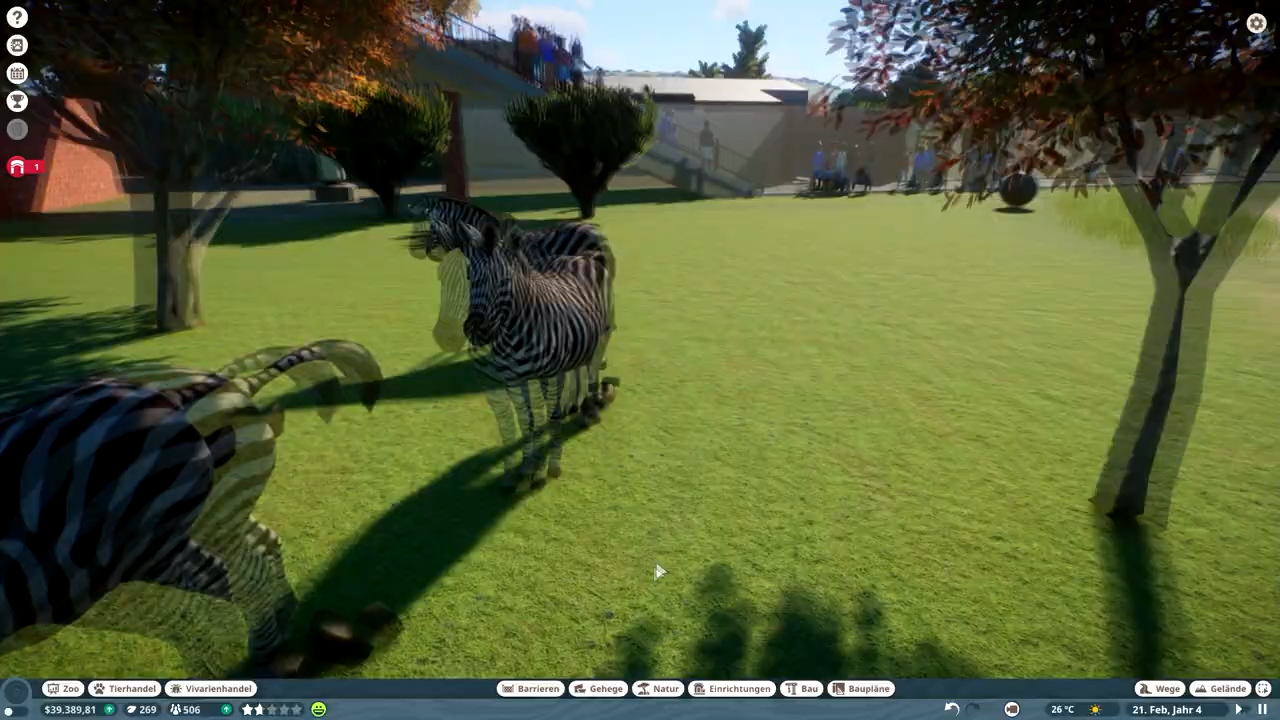 ?
1
Zoo
Tierhandel
Vivarienhandel
Barrieren
Gehege
Natur
Einrichtungen
Bau
Baupläne
Wege
Gelände
$39.389,81
269
506
26 °C
21. Feb, Jahr 4